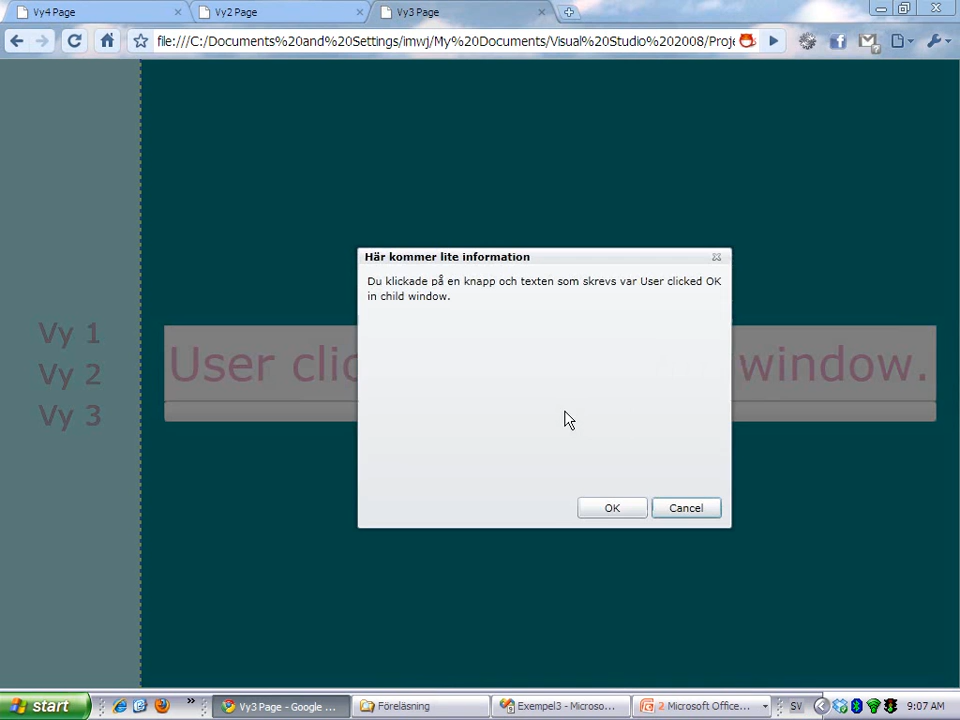 Vy4 Page
Vy2 Page
Vy3 Page
file:///C:/Documents%20and%20Settings/imwj/My%20Documents/Visual%20Studio%202008/Proje
Här kommer lite information
Du klickade på en knapp och texten som skrevs var User clicked OK
in child window.
Vy 1
Vy 2
Vy 3
User clic
window.
OK
Cancel
start
Vy3 Page - Google ...
Föreläsning
Exempel3 - Microso...
2 Microsoft Office...
SV
9:07 AM